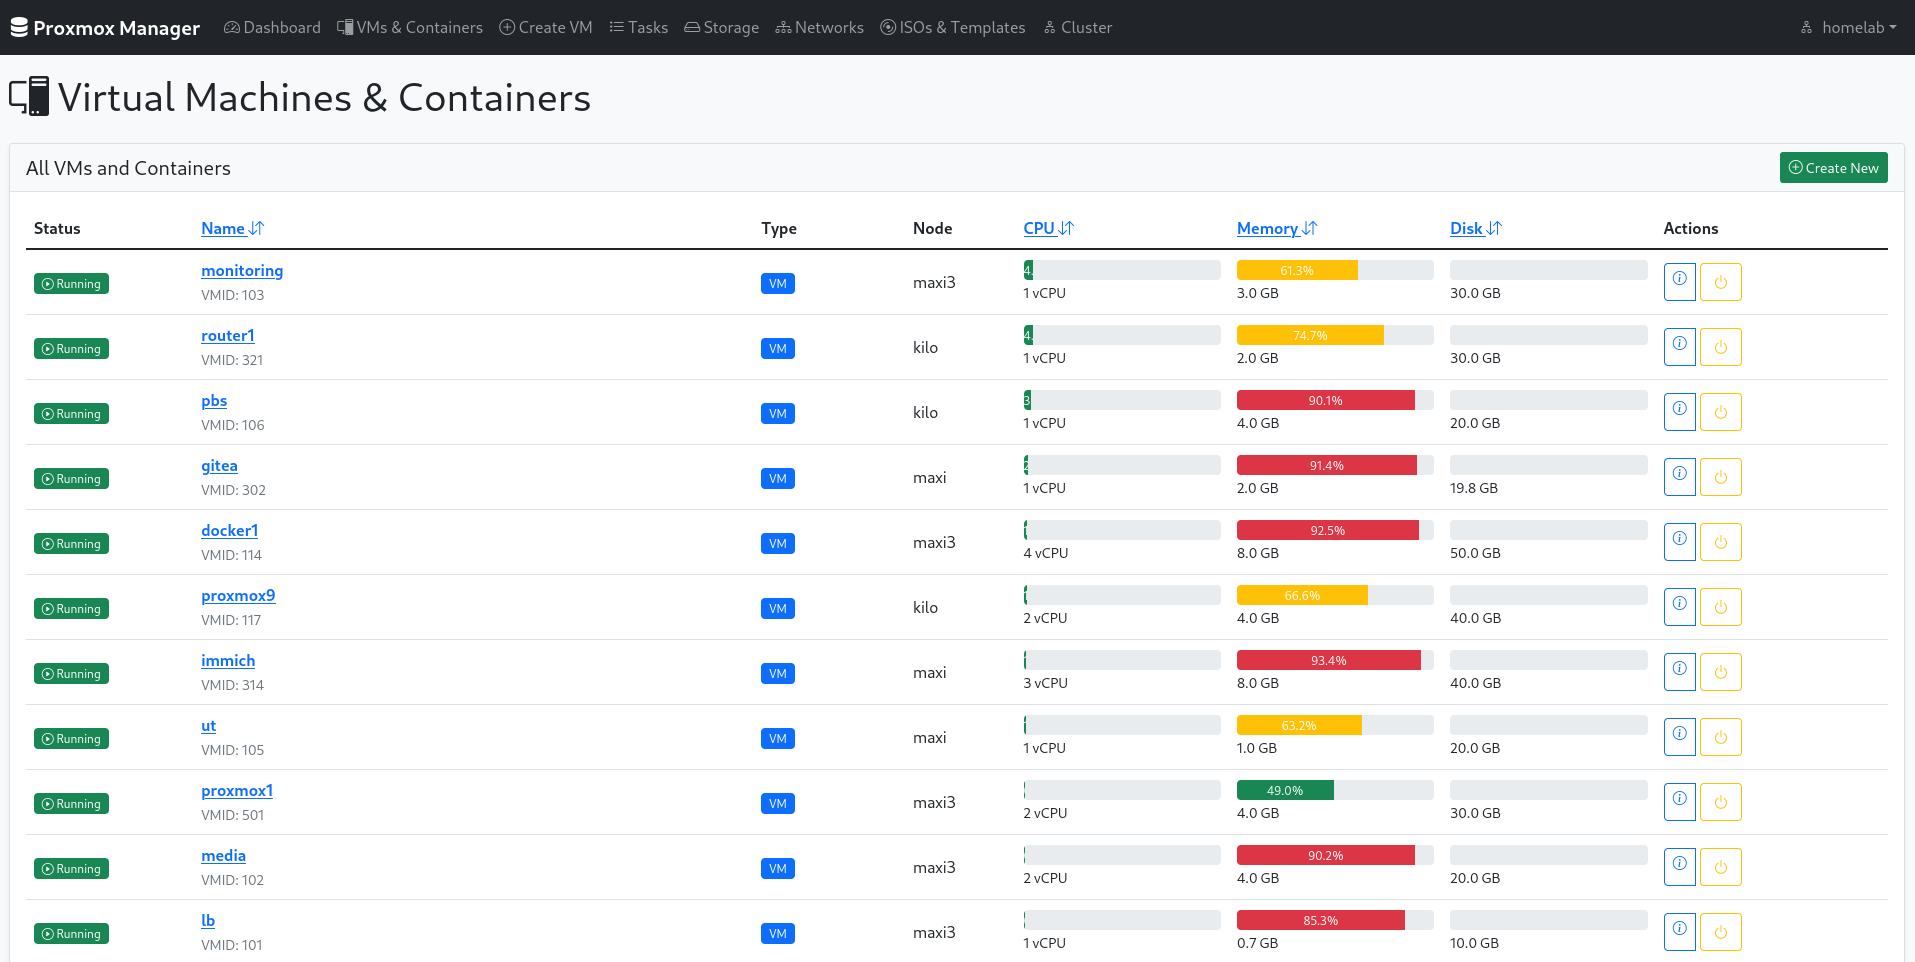 Proxmox Manager Dashboard VMs & Containers Create VM Tasks Storage Networks ISOs & Templates Cluster homelab
Virtual Machines & Containers
All VMs and Containers Create New
Status Name Type Node CPU Memory Disk Actions
Running monitoring VM maxi3 4. 61.3%
VMID: 103 1 vCPU 3.0 GB 30.0 GB
Running router1 VM kilo 4. 74.7%
VMID: 321 1 vCPU 2.0 GB 30.0 GB
Running pbs VM kilo 3 90.1%
VMID: 106 1 vCPU 4.0 GB 20.0 GB
Running gitea VM maxi 91.4%
VMID: 302 1 vCPU 2.0 GB 19.8 GB
Running docker1 VM maxi3 92.5%
VMID: 114 4 vCPU 8.0 GB 50.0 GB
Running proxmox9 VM kilo 66.6%
VMID: 117 2 vCPU 4.0 GB 40.0 GB
Running immich VM maxi 93.4%
VMID: 314 3 vCPU 8.0 GB 40.0 GB
Running ut VM maxi 63.2%
VMID: 105 1 vCPU 1.0 GB 20.0 GB
Running proxmox1 VM maxi3 49.0%
VMID: 501 2 vCPU 4.0 GB 30.0 GB
Running media VM maxi3 90.2%
VMID: 102 2 vCPU 4.0 GB 20.0 GB
Running lb VM maxi3 85.3%
VMID: 101 1 vCPU 0.7 GB 10.0 GB